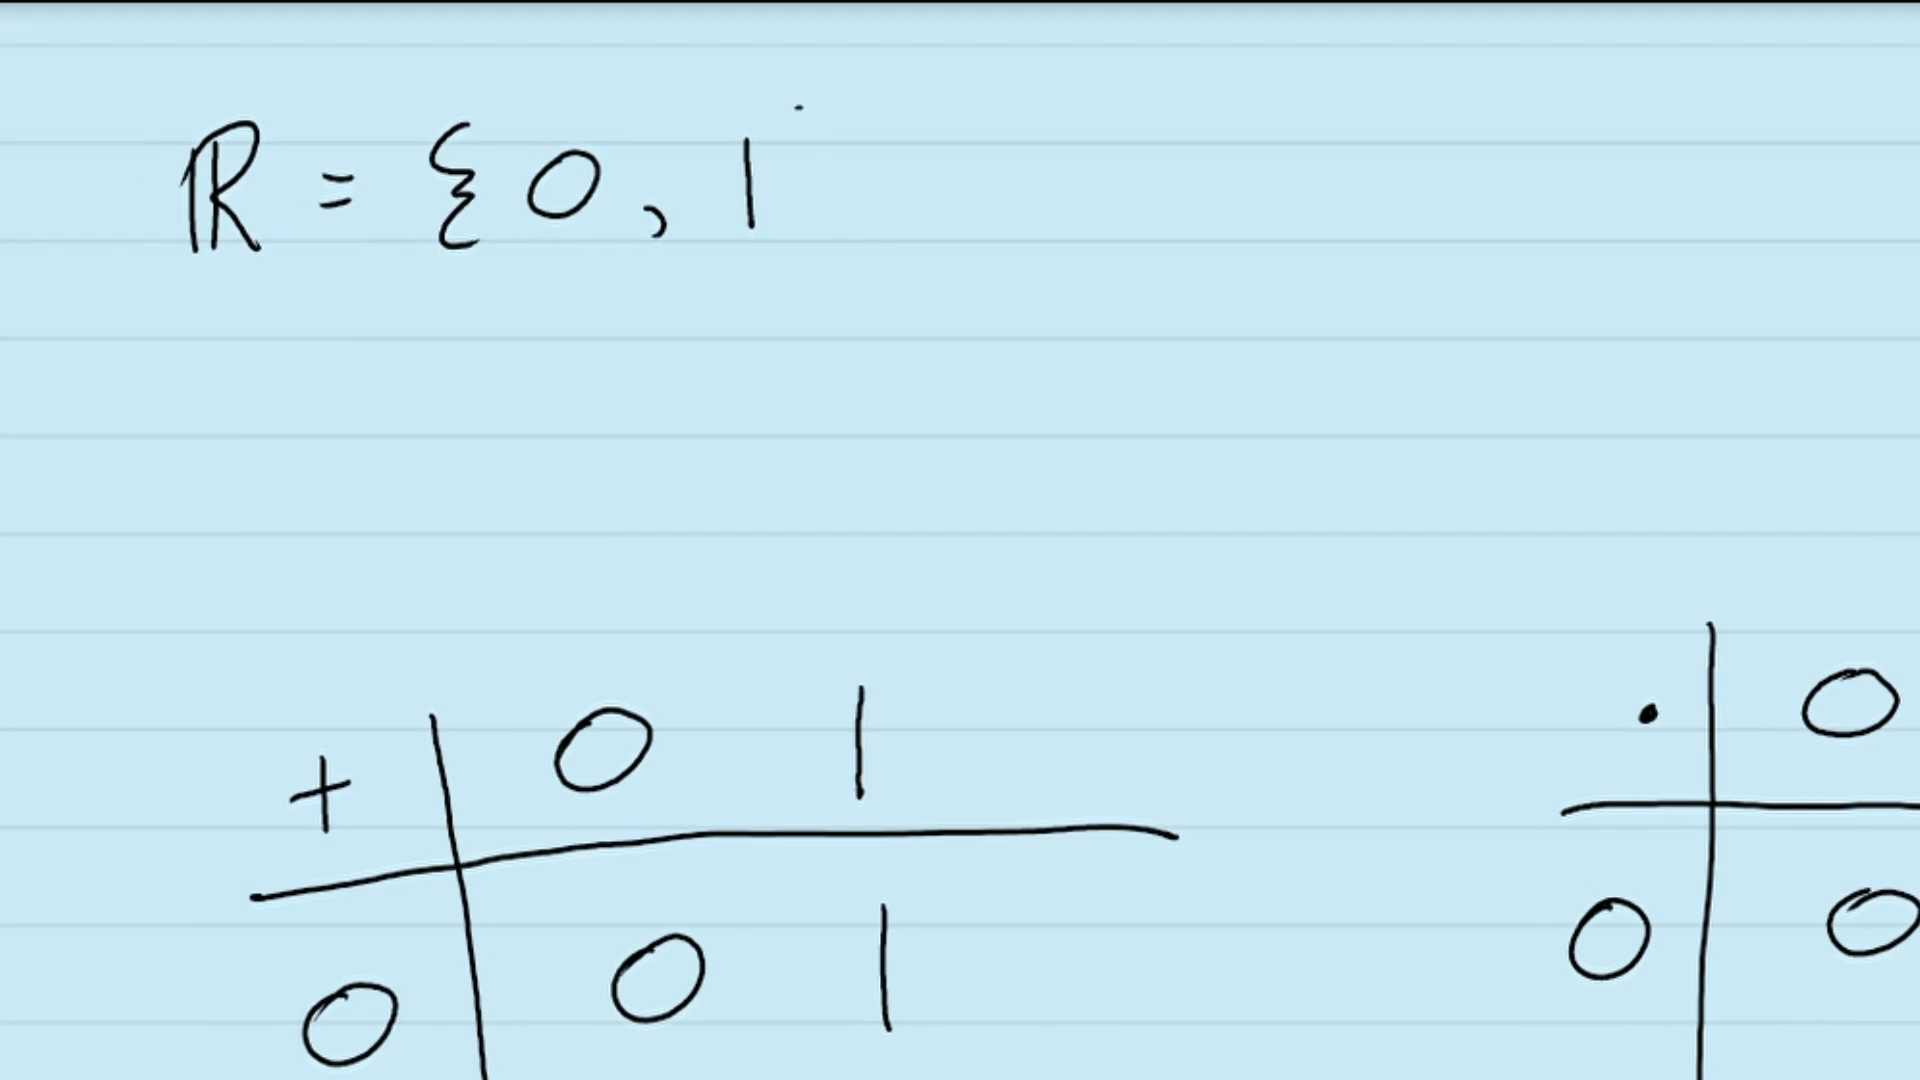 ℝ = { 0 , 1
+ 0 1
0 0 1
· 0
0 0